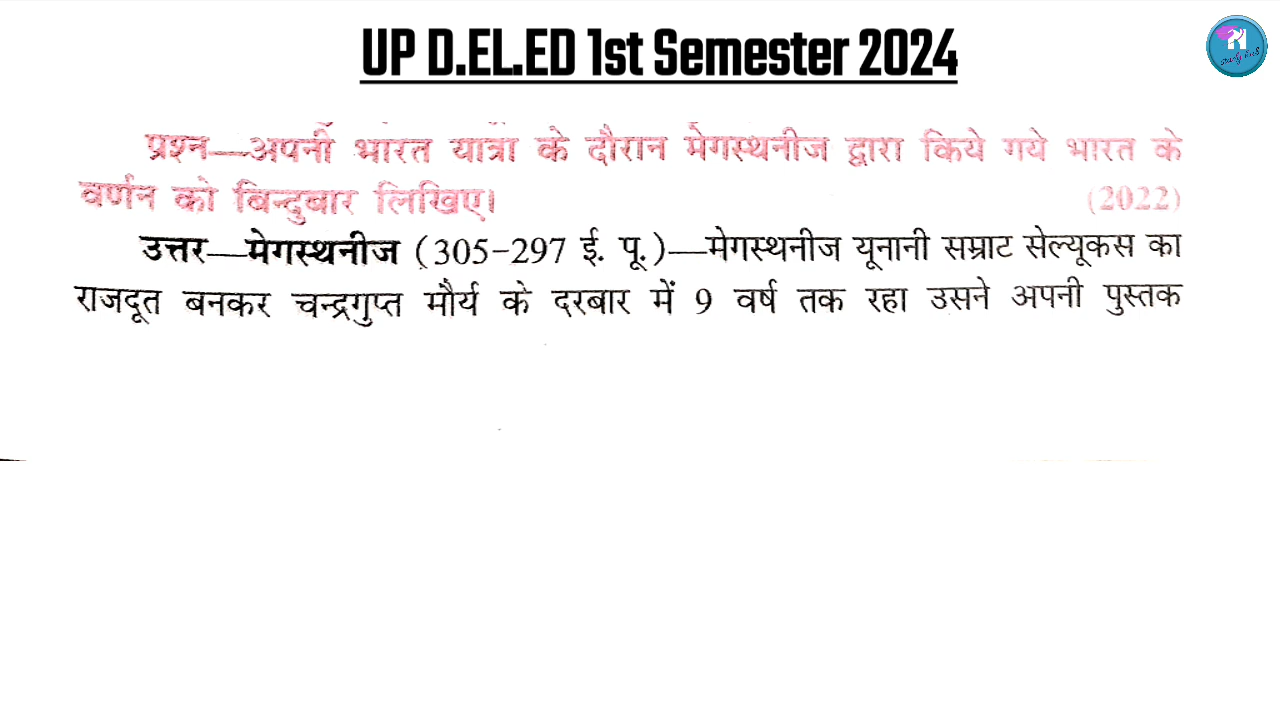 UP D.EL.ED 1st Semester 2024
प्रश्न—अपनी भारत यात्रा के दौरान मेगस्थनीज द्वारा किये गये भारत के
वर्णन को बिन्दुबार लिखिए। (2022)
उत्तर—मेगस्थनीज (305-297 ई. पू.)—मेगस्थनीज यूनानी सम्राट सेल्यूकस का
राजदूत बनकर चन्द्रगुप्त मौर्य के दरबार में 9 वर्ष तक रहा उसने अपनी पुस्तक